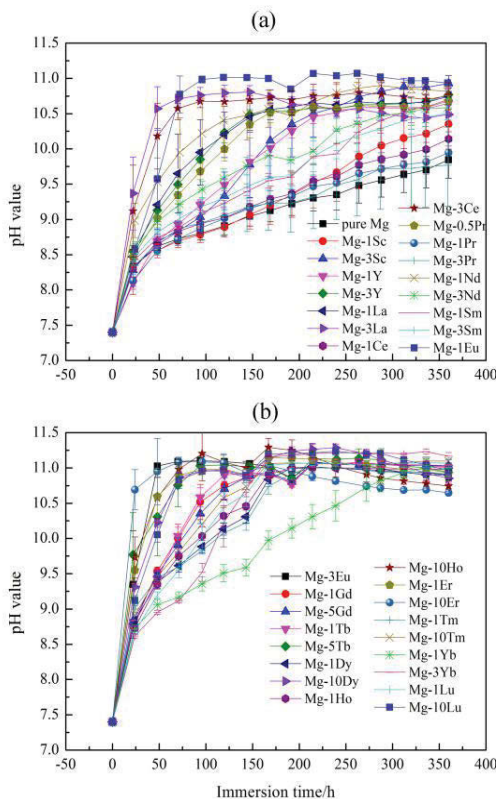 (a)
11.5
11.0
10.5
10.0
9.5
9.0
8.5
8.0
7.5
7.0
pH value
pure Mg
Mg-1Sc
Mg-3Sc
Mg-1Y
Mg-3Y
Mg-1La
Mg-3La
Mg-1Ce
Mg-3Ce
Mg-0.5Pr
Mg-1Pr
Mg-3Pr
Mg-1Nd
Mg-3Nd
Mg-1Sm
Mg-3Sm
Mg-1Eu
-50 0 50 100 150 200 250 300 350 400
(b)
11.5
11.0
10.5
10.0
9.5
9.0
8.5
8.0
7.5
7.0
pH value
Mg-3Eu
Mg-1Gd
Mg-5Gd
Mg-1Tb
Mg-5Tb
Mg-1Dy
Mg-10Dy
Mg-1Ho
Mg-10Ho
Mg-1Er
Mg-10Er
Mg-1Tm
Mg-10Tm
Mg-1Yb
Mg-3Yb
Mg-1Lu
Mg-10Lu
-50 0 50 100 150 200 250 300 350 400
Immersion time/h